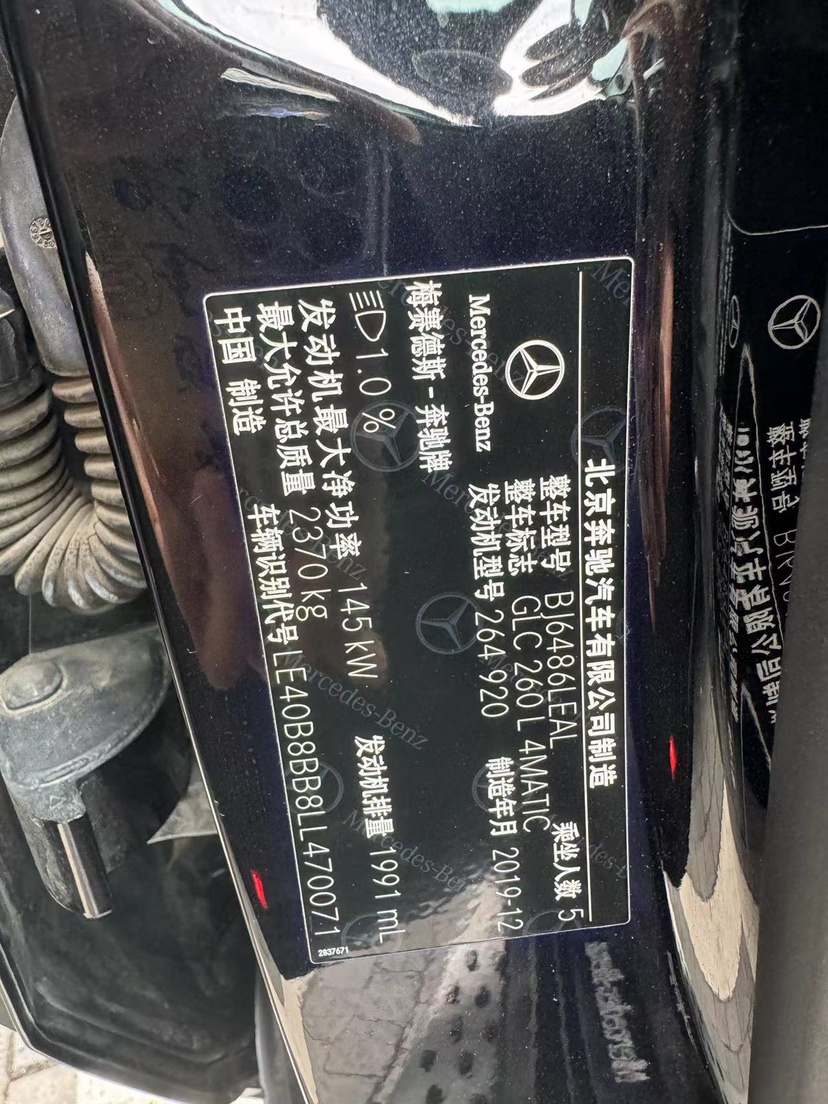 北京奔驰汽车有限公司制造
Mercedes-Benz
整车型号 BJ6486LEAL 乘坐人数 5
整车标志 GLC 260 L 4MATIC
发动机型号 264 920 制造年月 2019-12
梅赛德斯-奔驰牌
1.0 %
发动机最大净功率 145 kW 发动机排量 1991 mL
最大允许总质量 2370 kg
中国 制造 车辆识别代号 LE40B8BB8LL470071
2837671